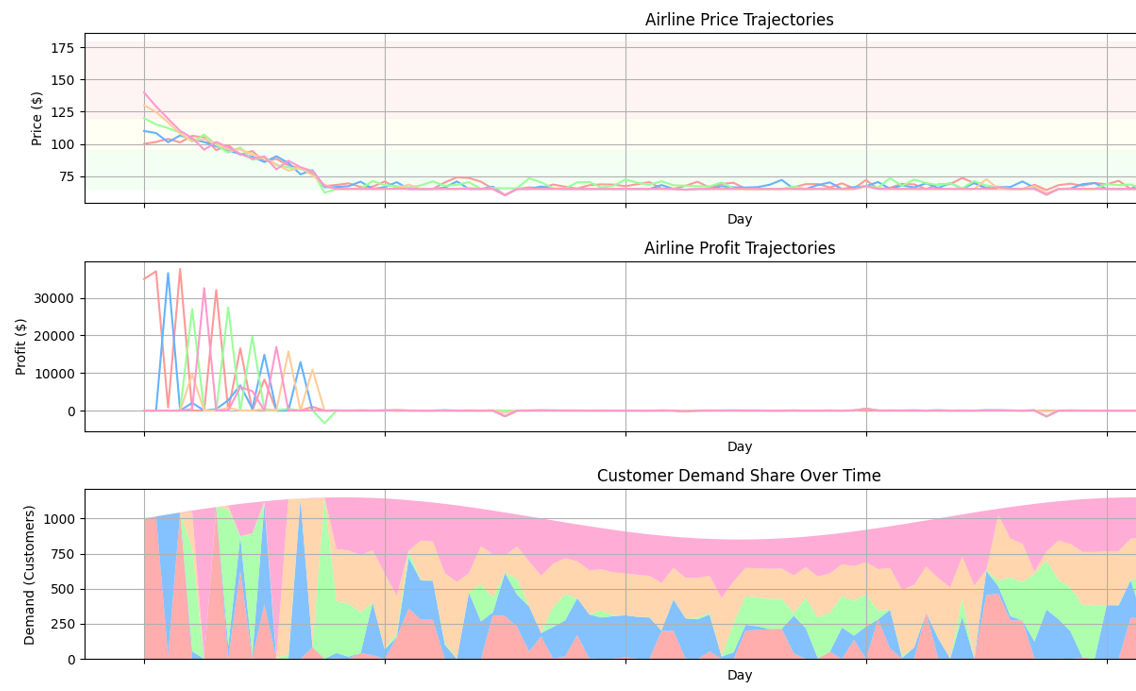 Airline Price Trajectories
175
150
125
100
75
Price ($)
Day
Airline Profit Trajectories
30000
20000
10000
0
Profit ($)
Day
Customer Demand Share Over Time
1000
750
500
250
0
Demand (Customers)
Day